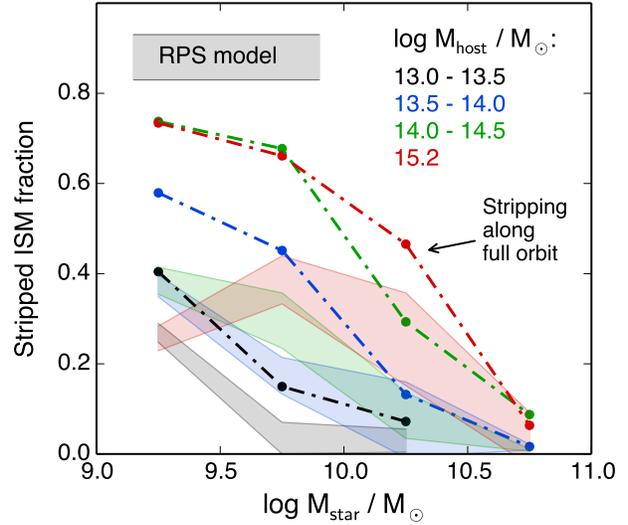 RPS model
log M_host / M_⊙:
13.0 - 13.5
13.5 - 14.0
14.0 - 14.5
15.2
Stripping
along
full orbit
Stripped ISM fraction
0.8
0.6
0.4
0.2
0.0
9.0 9.5 10.0 10.5 11.0
log M_star / M_⊙